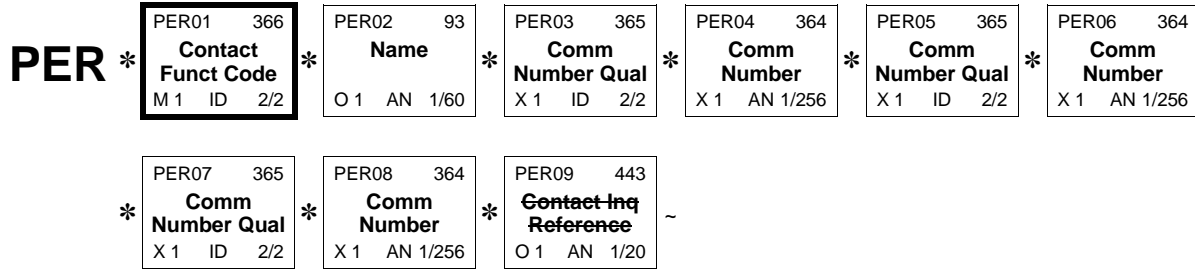 PER * PER01 366 * PER02 93 * PER03 365 * PER04 364 * PER05 365 * PER06 364
Contact Name Comm Comm Comm Comm
Funct Code Number Qual Number Number Qual Number
M 1 ID 2/2 O 1 AN 1/60 X 1 ID 2/2 X 1 AN 1/256 X 1 ID 2/2 X 1 AN 1/256
* PER07 365 * PER08 364 * PER09 443 ~
Comm Comm Contact Inq
Number Qual Number Reference
X 1 ID 2/2 X 1 AN 1/256 O 1 AN 1/20